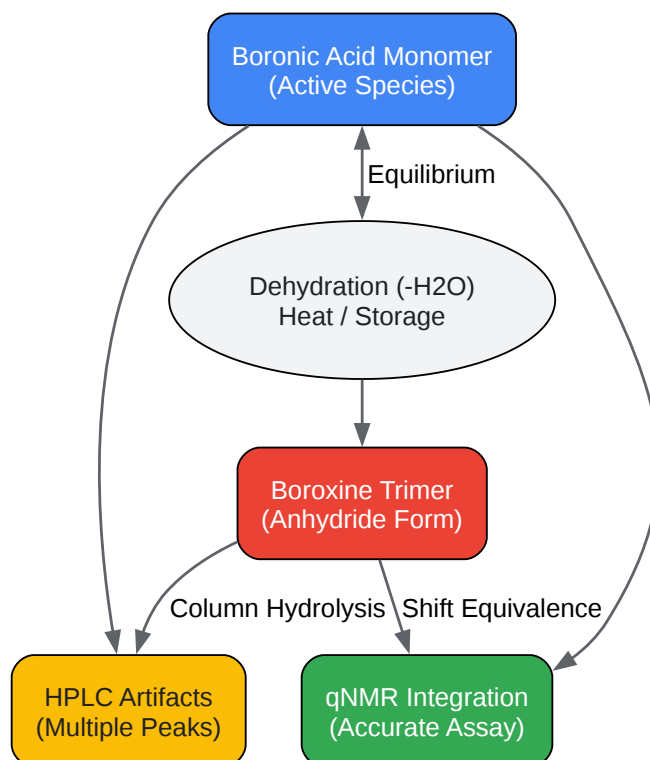 Boronic Acid Monomer
(Active Species)
Equilibrium
Dehydration (-H2O)
Heat / Storage
Boroxine Trimer
(Anhydride Form)
Column Hydrolysis
Shift Equivalence
HPLC Artifacts
(Multiple Peaks)
qNMR Integration
(Accurate Assay)